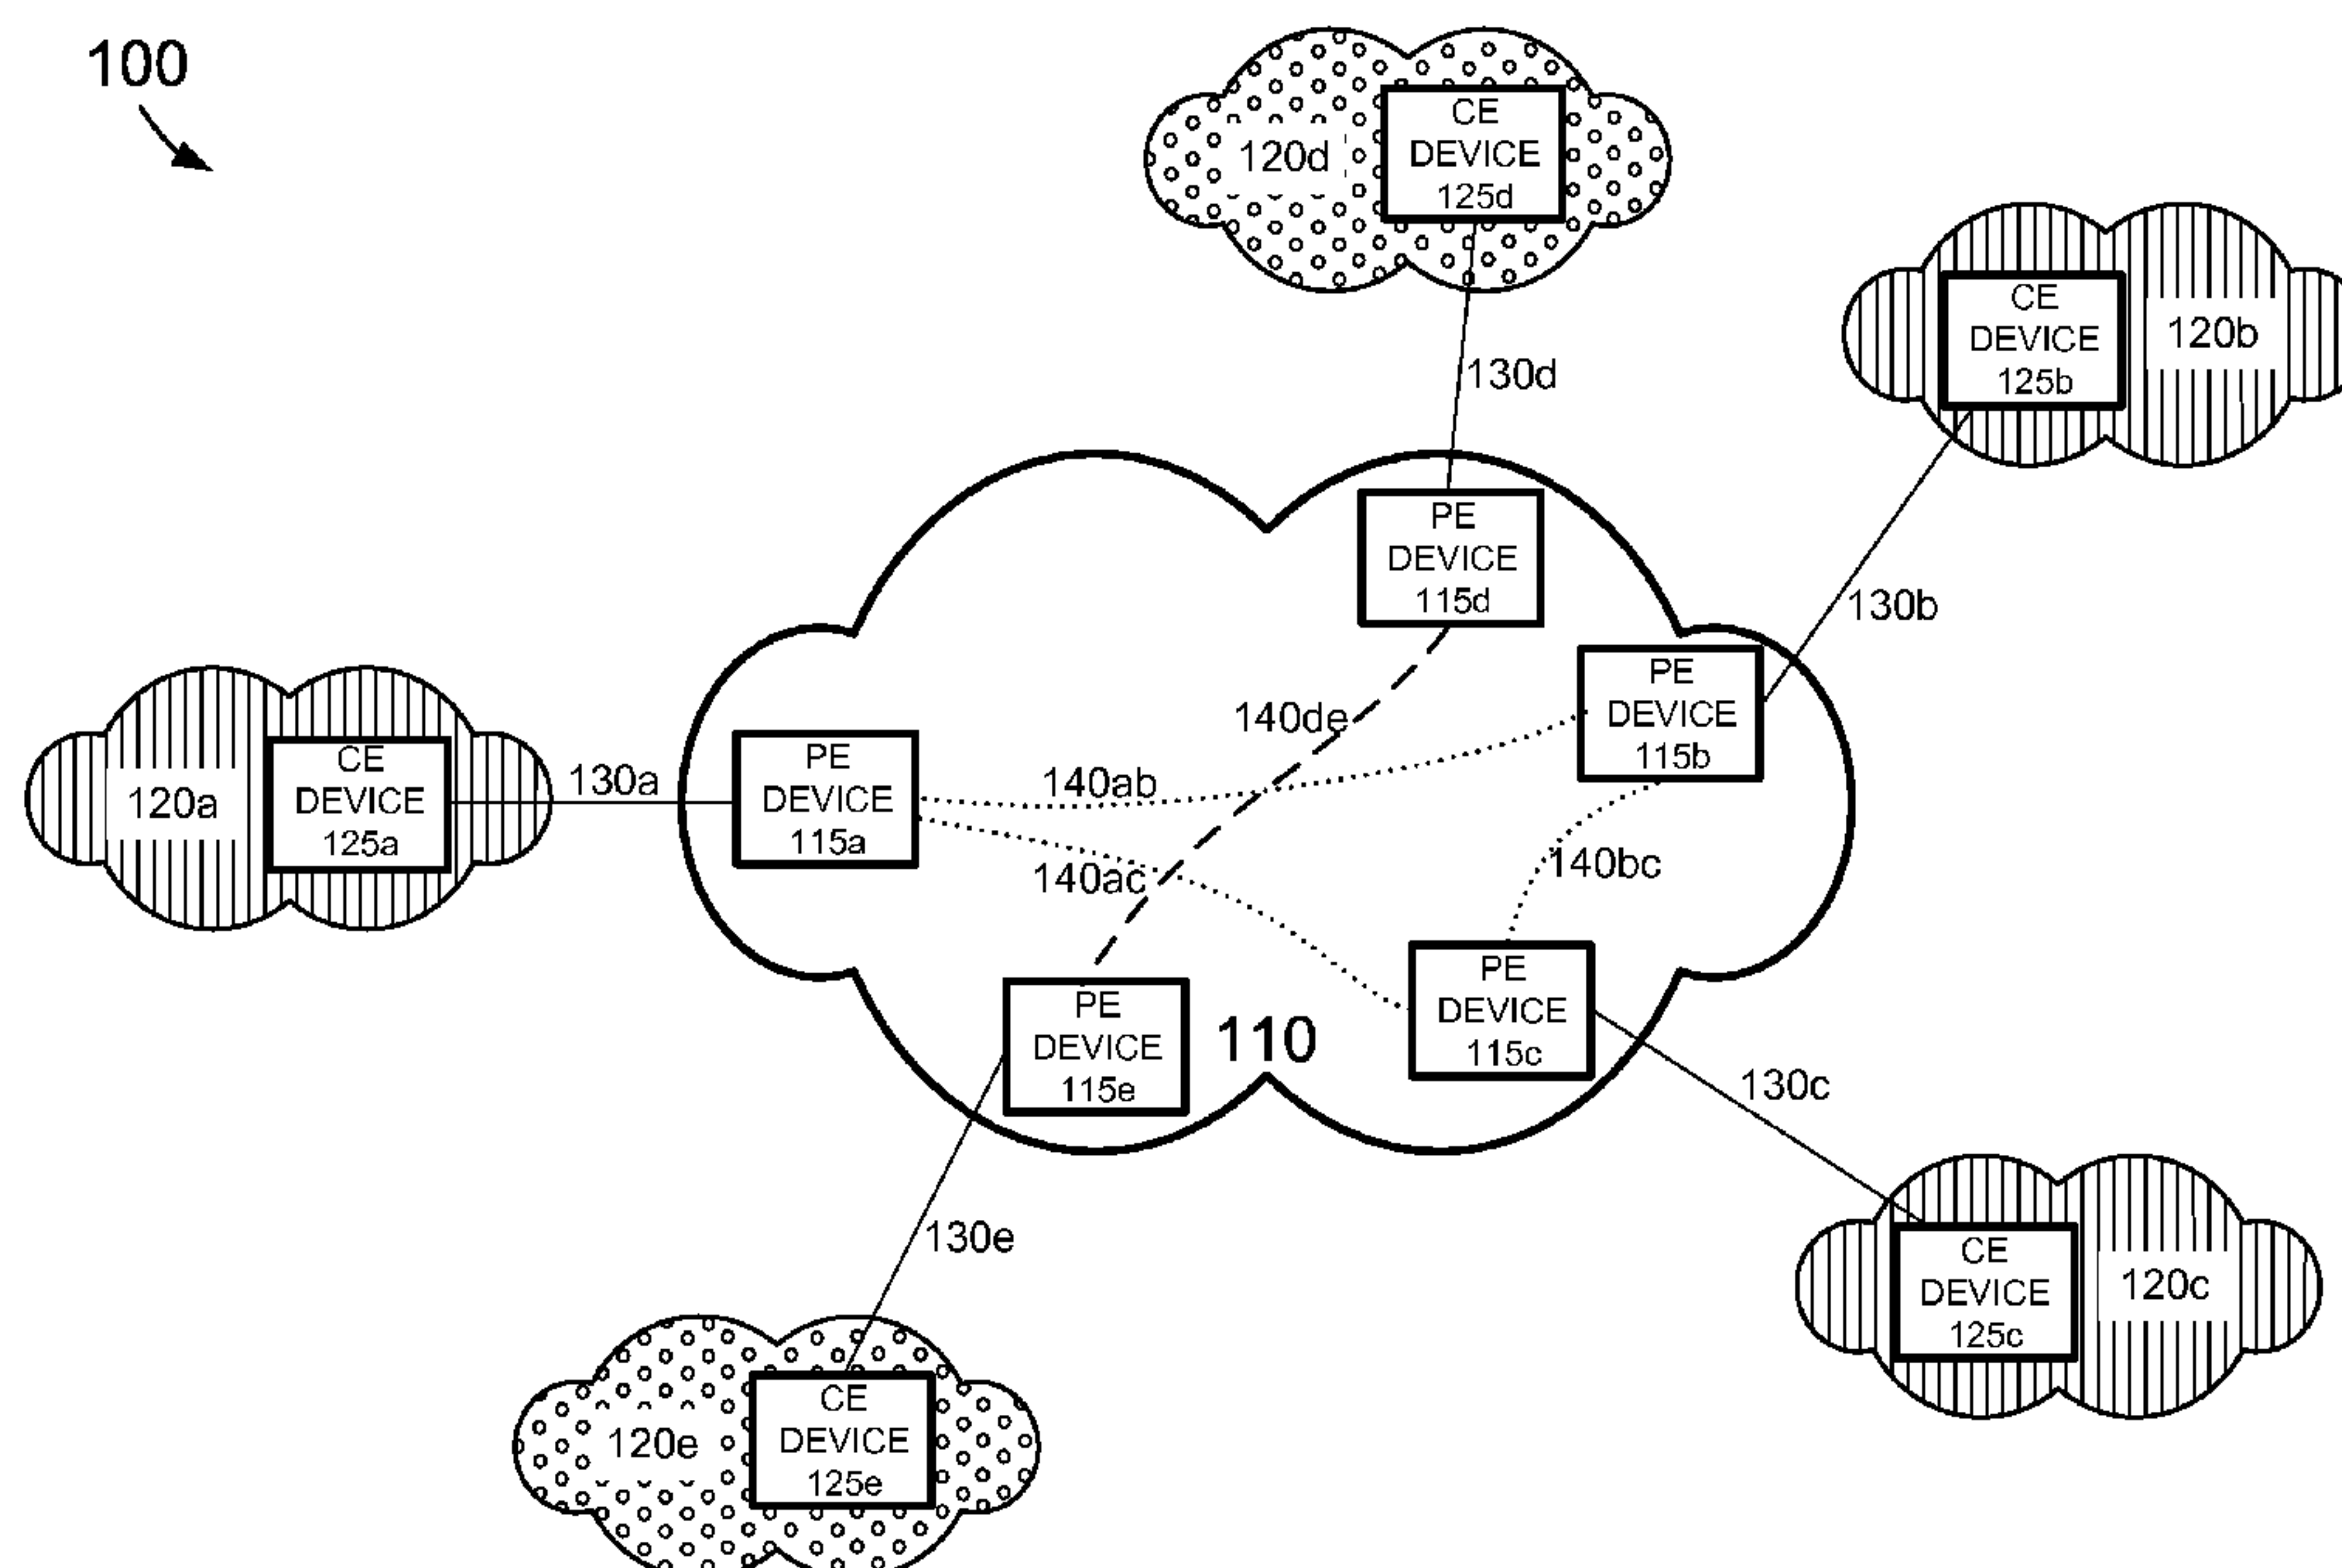 100
CE
DEVICE
125d
120d
CE
DEVICE
125b
120b
130d
PE
DEVICE
115d
130b
PE
DEVICE
115b
140de
120a
CE
DEVICE
125a
130a
PE
DEVICE
115a
140ab
140ac
140bc
PE
DEVICE
115e
110
PE
DEVICE
115c
130c
130e
CE
DEVICE
125c
120c
120e
CE
DEVICE
125e